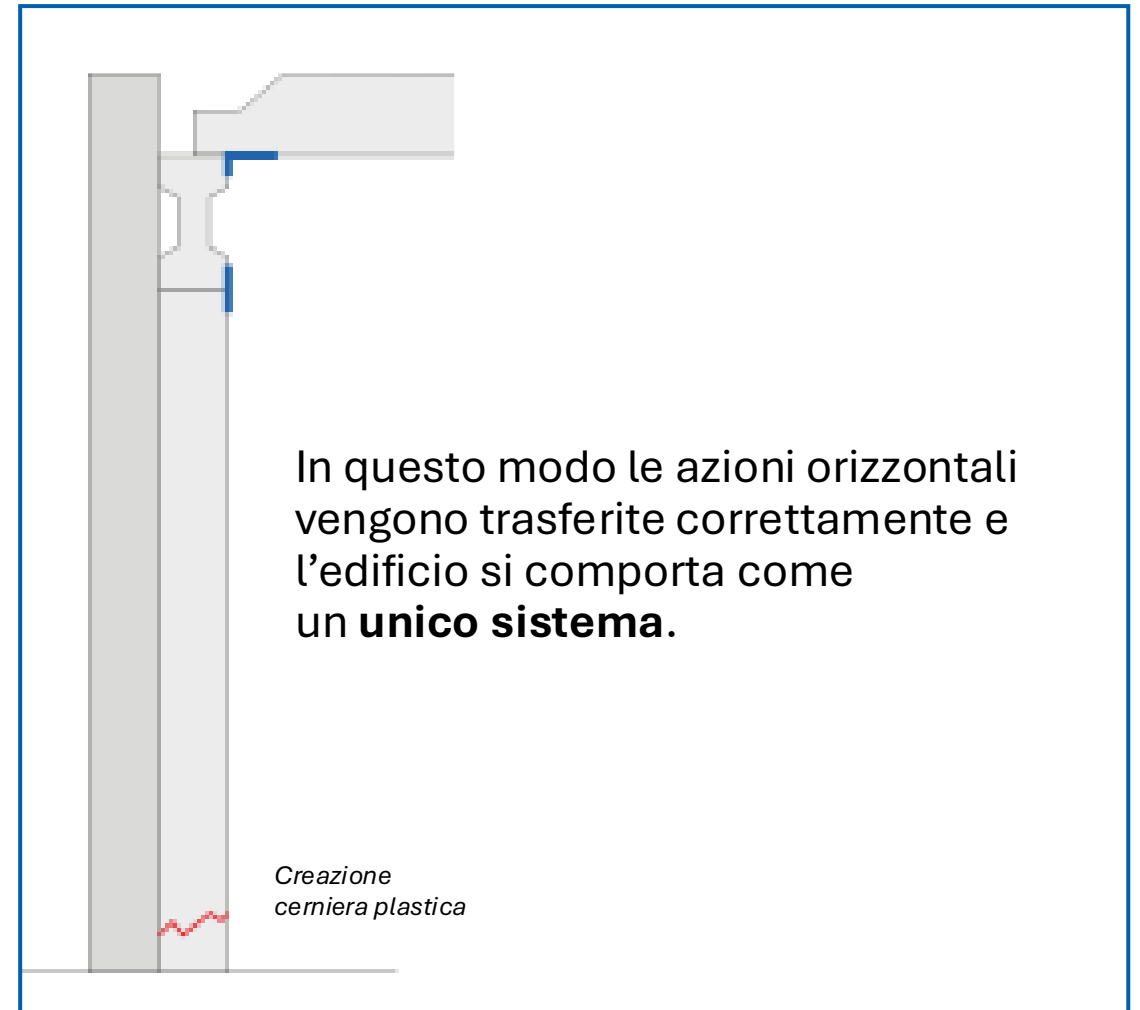 In questo modo le azioni orizzontali
vengono trasferite correttamente e
l’edificio si comporta come
un unico sistema.
Creazione
cerniera plastica